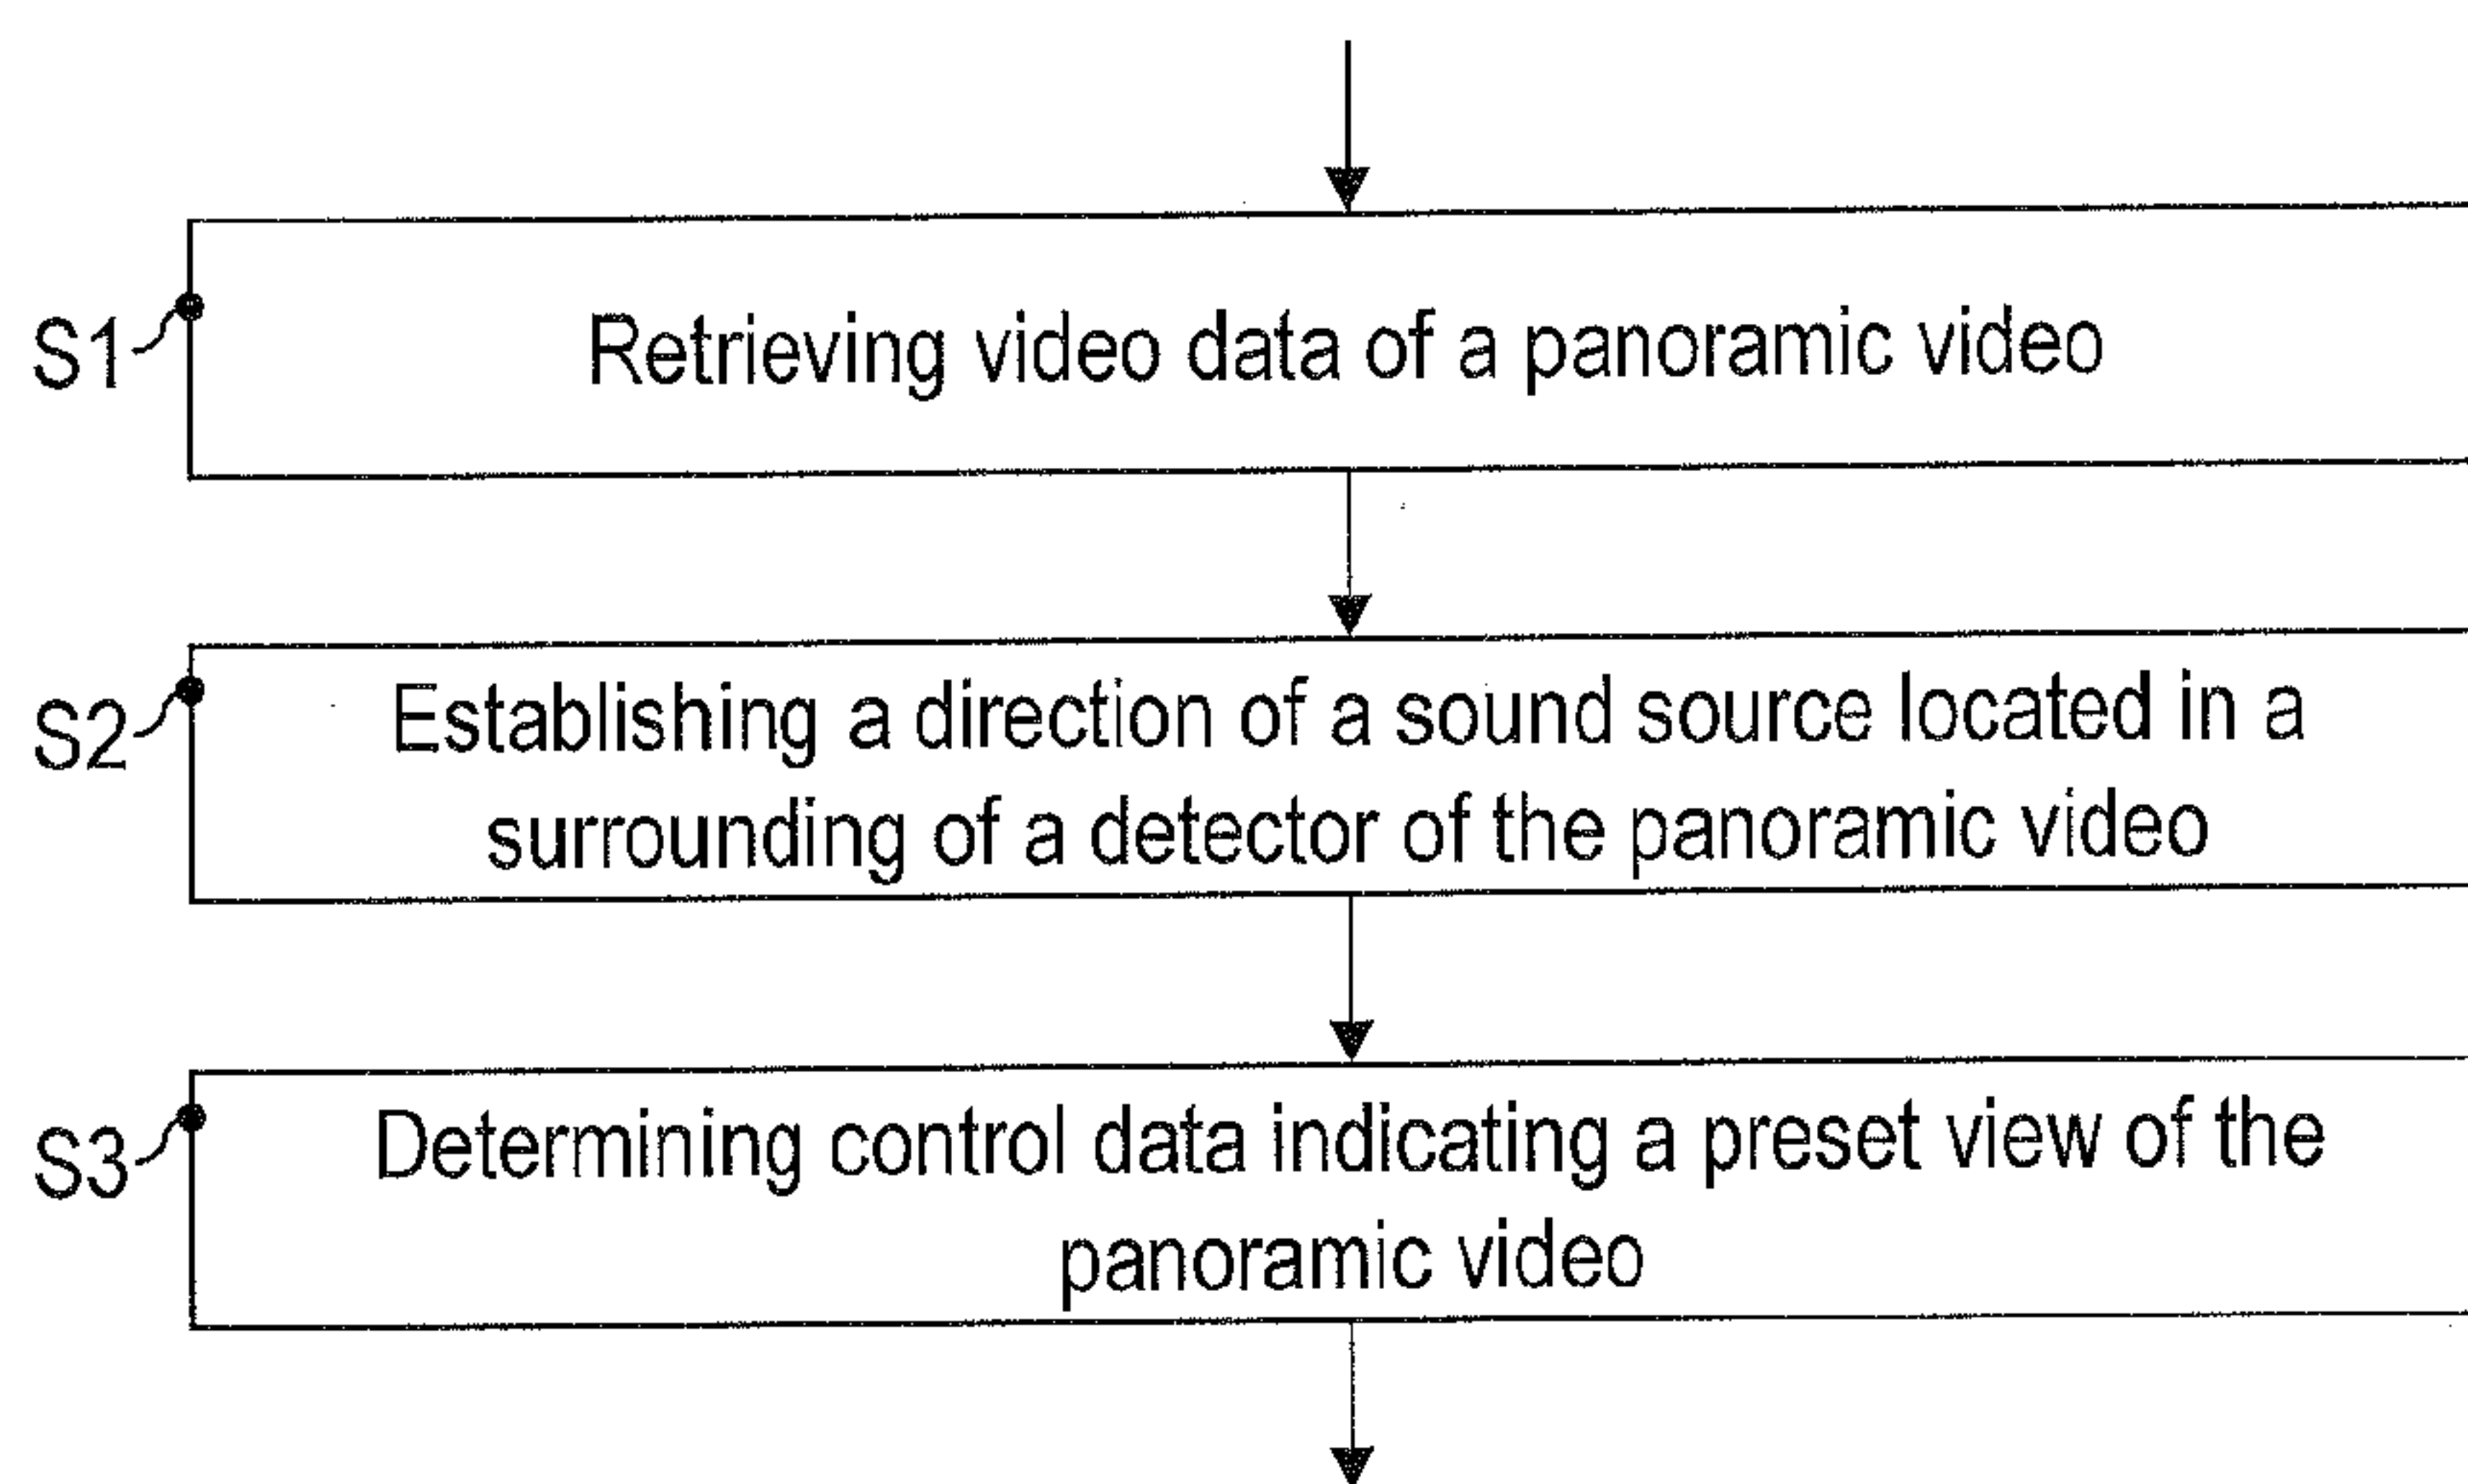 S1
Retrieving video data of a panoramic video
S2
Establishing a direction of a sound source located in a
surrounding of a detector of the panoramic video
S3
Determining control data indicating a preset view of the
panoramic video